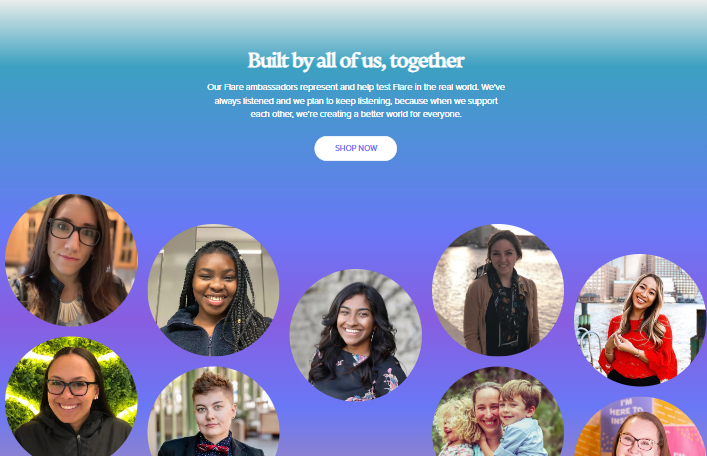 Built by all of us, together
Our Flare ambassadors represent and help test Flare in the real world. We've
always listened and we plan to keep listening, because when we support
each other, we're creating a better world for everyone.
SHOP NOW
I'M
HERE TO